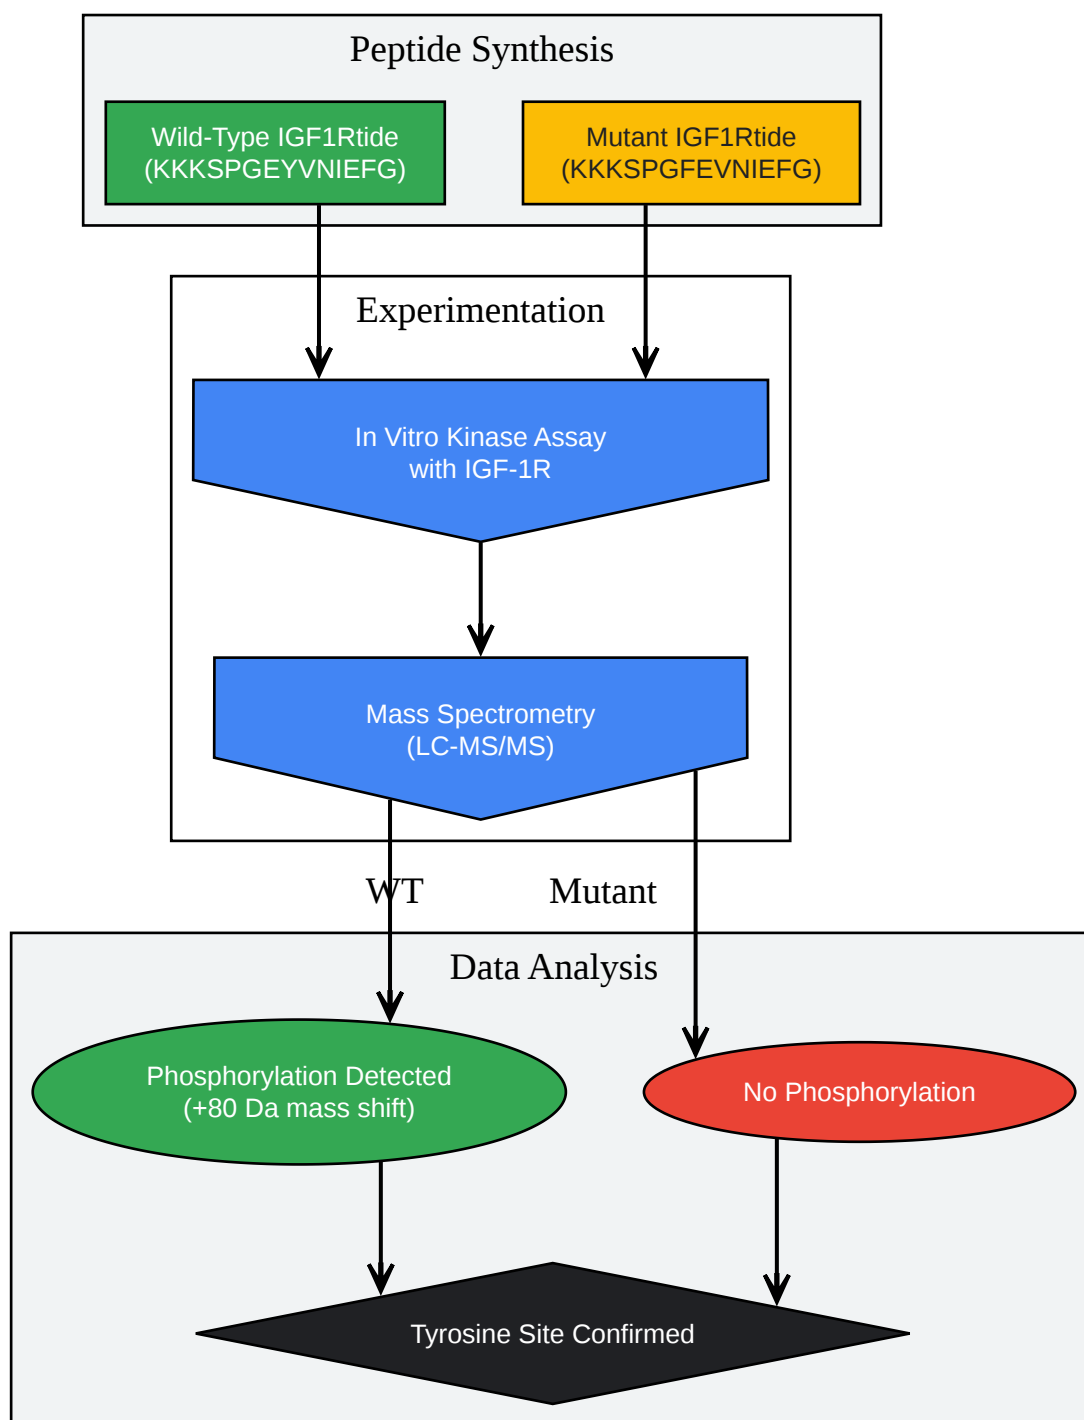 Peptide Synthesis
Wild-Type IGF1Rtide
(KKKSPGEYVNIEFG)
Mutant IGF1Rtide
(KKKSPGFEVNIEFG)
Experimentation
In Vitro Kinase Assay
with IGF-1R
Mass Spectrometry
(LC-MS/MS)
WT
Mutant
Data Analysis
Phosphorylation Detected
(+80 Da mass shift)
No Phosphorylation
Tyrosine Site Confirmed